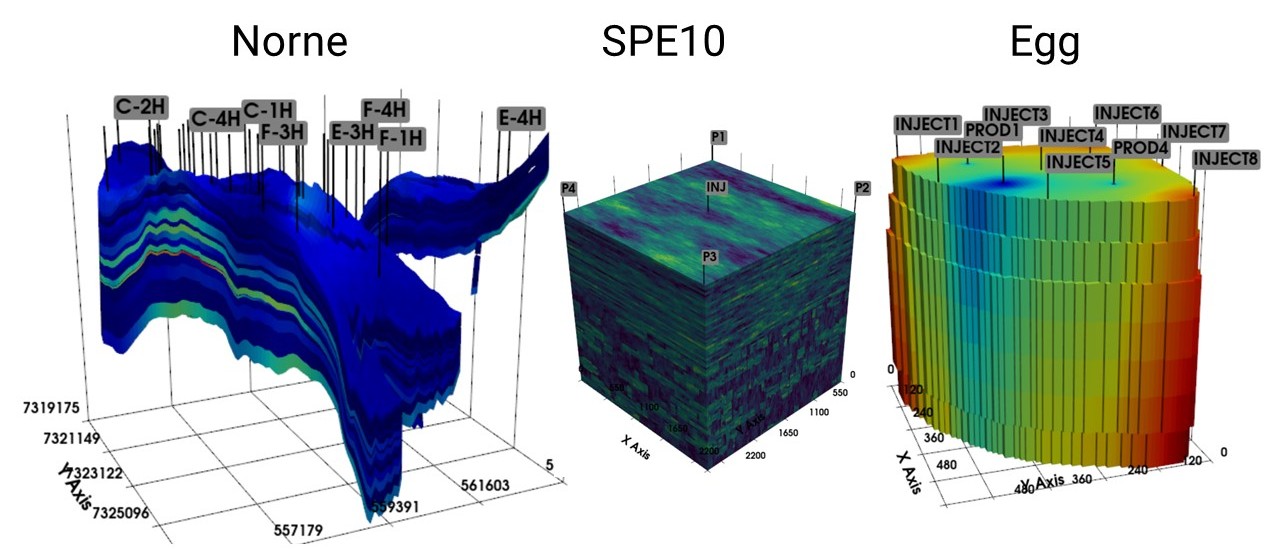 Norne
SPE10
Egg
C-2H
C-4H
C-1H
F-3H
F-4H
E-3H
F-1H
E-4H
7319175
7321149
7323122
7325096
Y Axis
557179
559391
561603
5
P1
P4
INJ
P2
P3
0
550
1100
1650
2200
X Axis
0
550
1100
1650
2200
Y Axis
INJECT1
PROD1
INJECT3
INJECT2
INJECT4
INJECT6
INJECT5
PROD4
INJECT7
INJECT8
0
120
240
360
480
X Axis
480
Y Axis
360
240
120
0